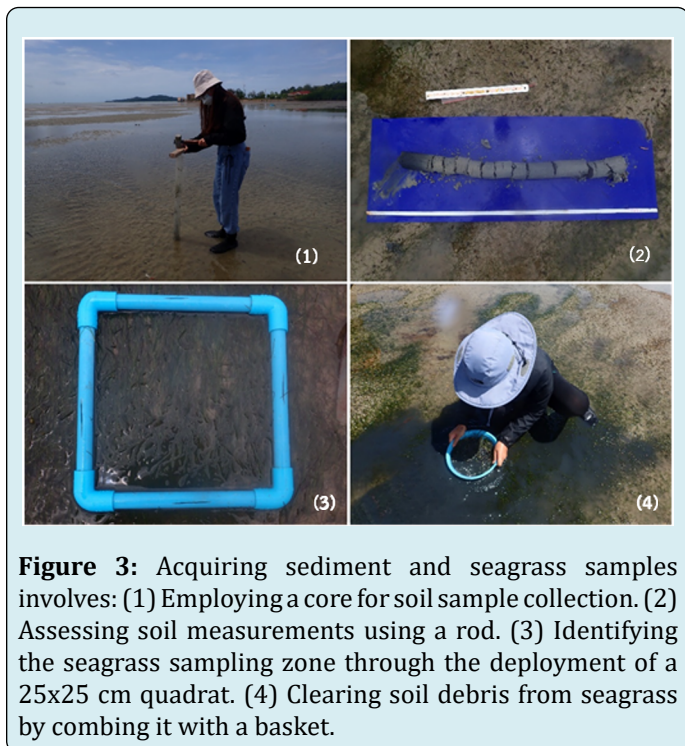 (1)
(2)
(3)
(4)
Figure 3: Acquiring sediment and seagrass samples
involves: (1) Employing a core for soil sample collection. (2)
Assessing soil measurements using a rod. (3) Identifying
the seagrass sampling zone through the deployment of a
25x25 cm quadrat. (4) Clearing soil debris from seagrass
by combing it with a basket.